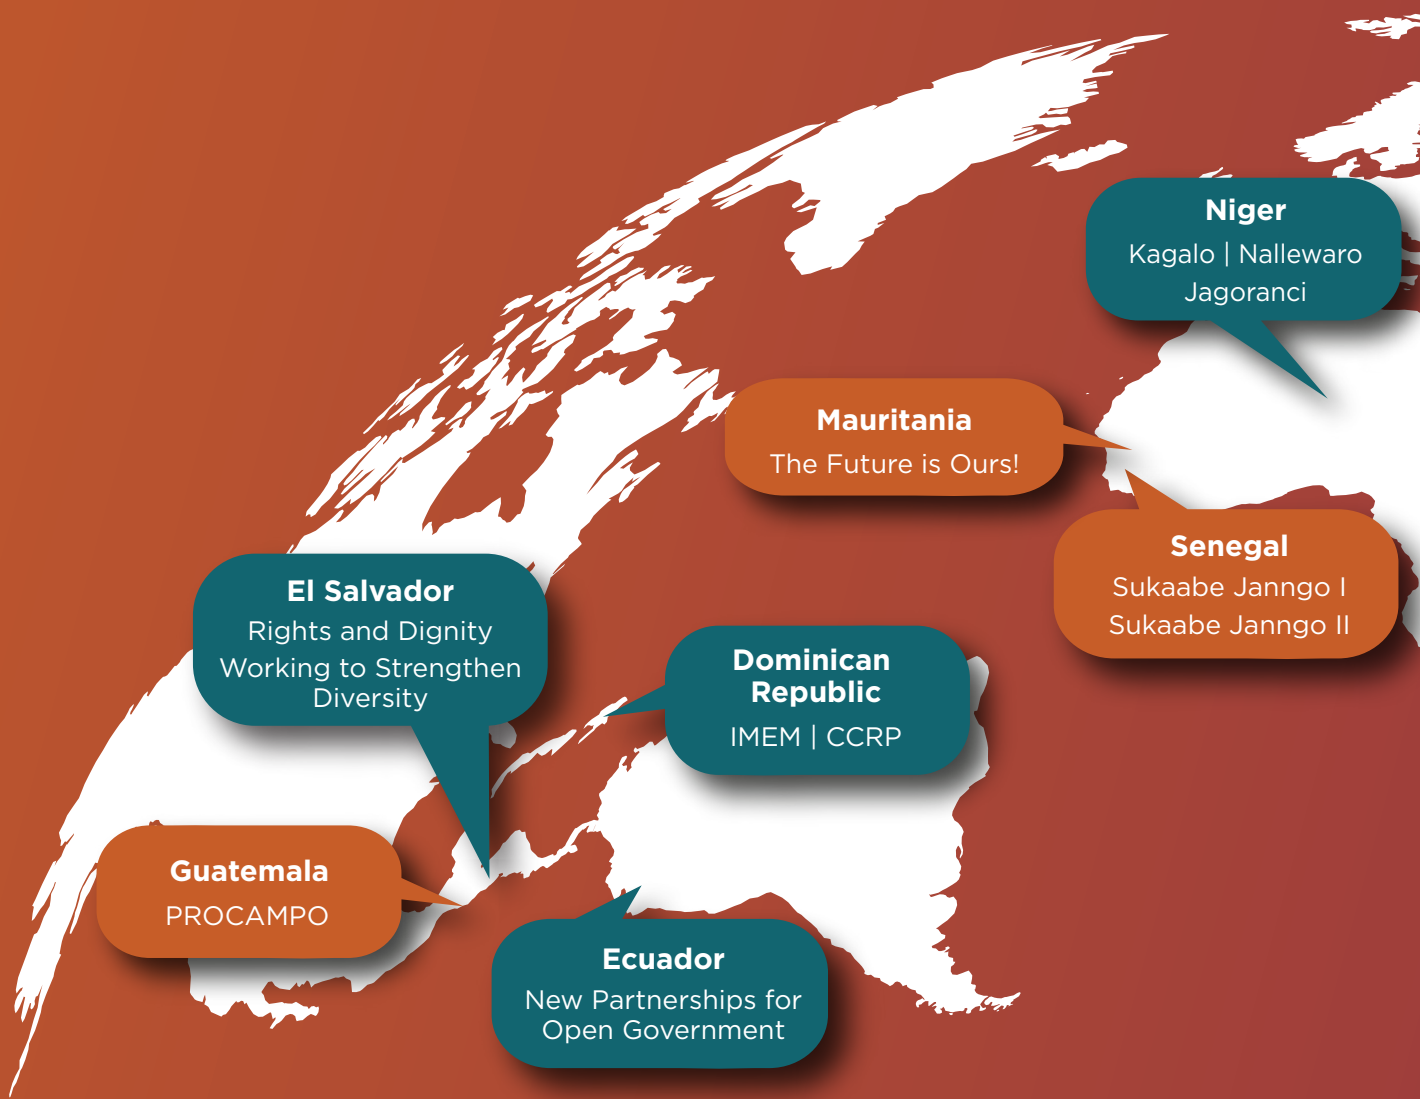 Niger
Kagalo | Nallewaro
Jagoranci
Mauritania
The Future is Ours!
Senegal
Sukaabe Janngo I
Sukaabe Janngo II
El Salvador
Rights and Dignity
Working to Strengthen
Diversity
Dominican
Republic
IMEM | CCRP
Guatemala
PROCAMPO
Ecuador
New Partnerships for
Open Government